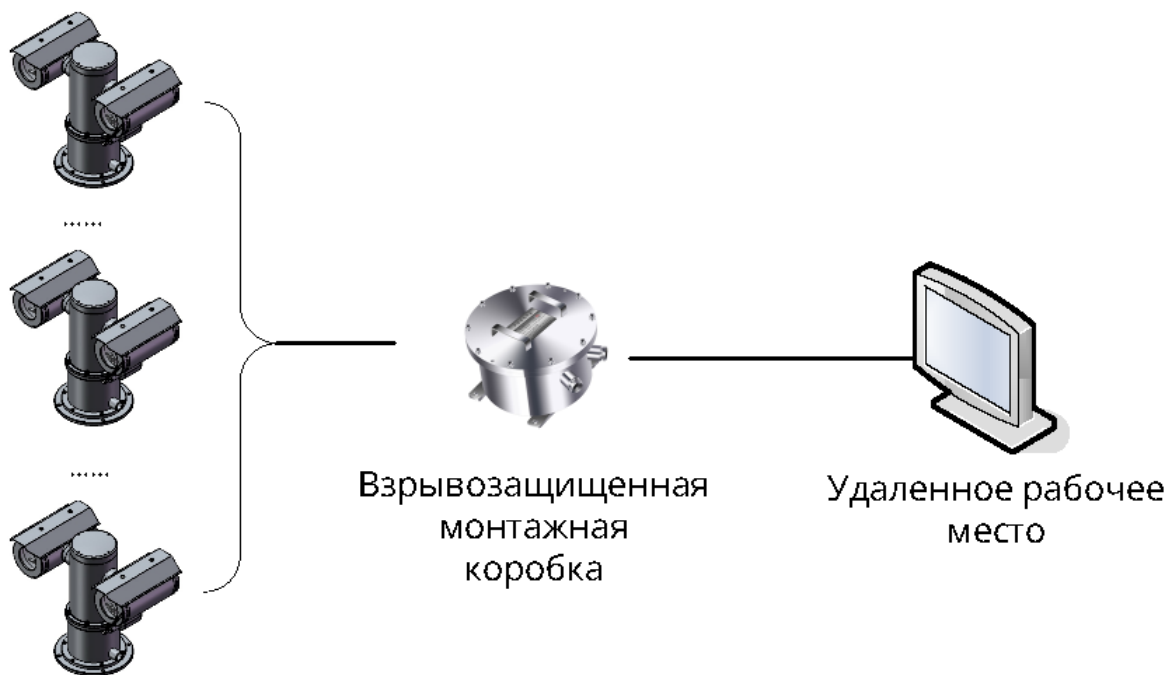 ......
Взрывозащищенная
монтажная
коробка
Удаленное рабочее
место
......